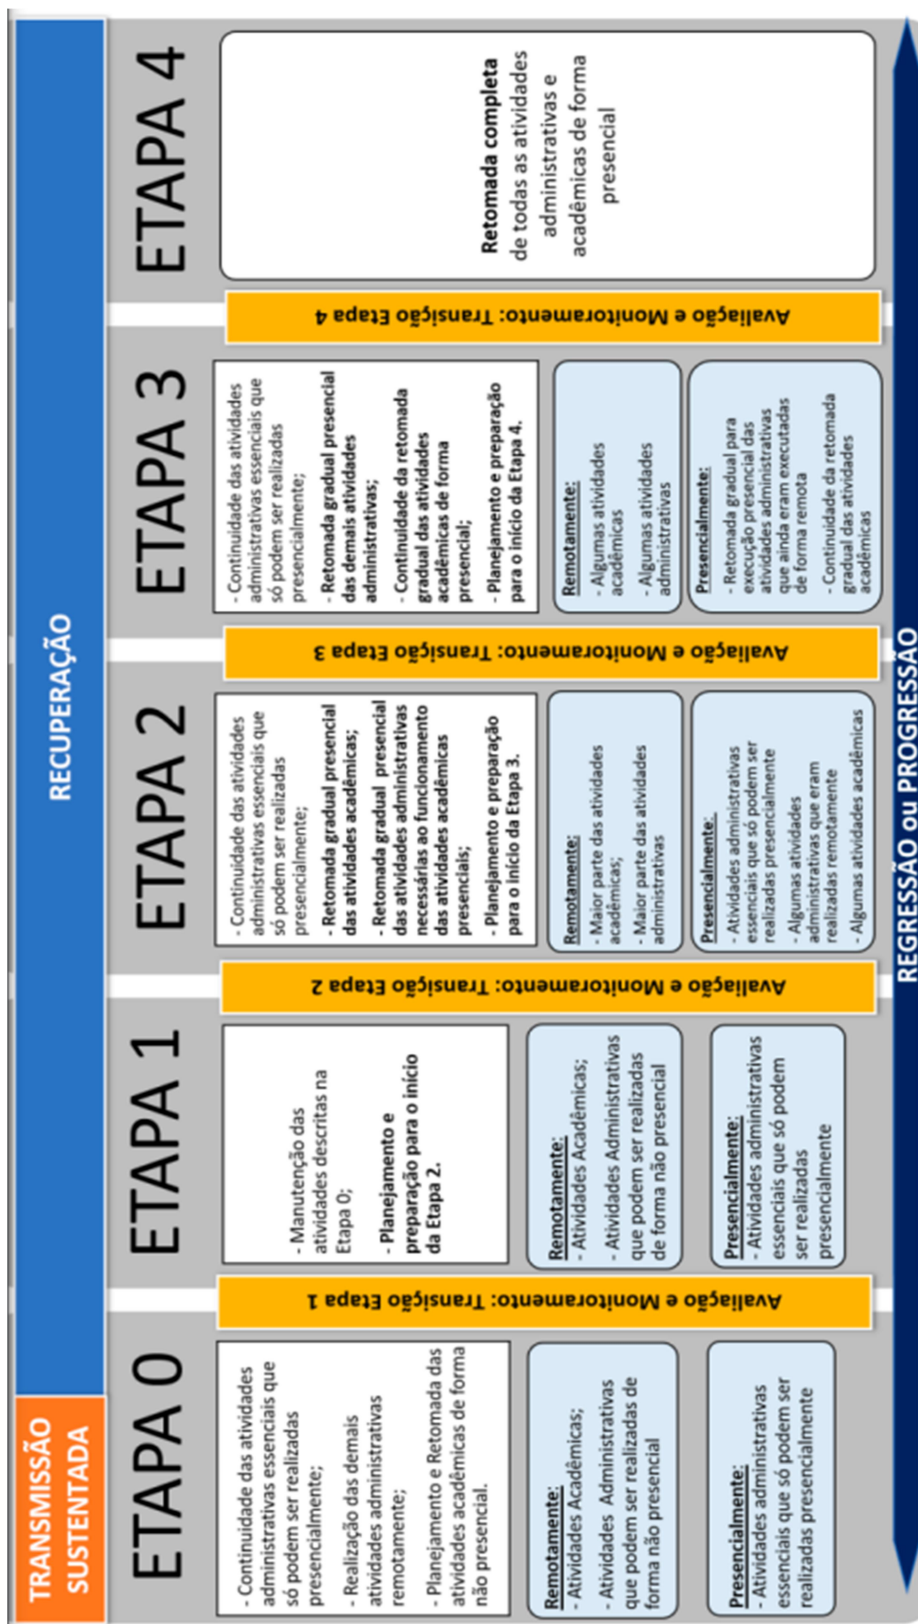 TRANSMISSÃO
SUSTENTADA
RECUPERAÇÃO
ETAPA 0
- Continuidade das atividades
administrativas essenciais que
só podem ser realizadas
presencialmente;
- Realização das demais
atividades administrativas
remotamente;
- Planejamento e Retomada das
atividades acadêmicas de forma
não presencial.
Remotamente:
- Atividades Acadêmicas;
- Atividades Administrativas
que podem ser realizadas de
forma não presencial
Presencialmente:
- Atividades administrativas
essenciais que só podem ser
realizadas presencialmente
Avaliação e Monitoramento: Transição Etapa 1
ETAPA 1
- Manutenção das
atividades descritas na
Etapa 0;
- Planejamento e
preparação para o início
da Etapa 2.
Remotamente:
- Atividades Acadêmicas;
- Atividades Administrativas
que podem ser realizadas
de forma não presencial
Presencialmente:
- Atividades administrativas
essenciais que só podem
ser realizadas
presencialmente
Avaliação e Monitoramento: Transição Etapa 2
ETAPA 2
- Continuidade das atividades
administrativas essenciais que
só podem ser realizadas
presencialmente;
- Retomada gradual presencial
das atividades acadêmicas;
- Retomada gradual presencial
das atividades administrativas
necessárias ao funcionamento
das atividades acadêmicas
presenciais;
- Planejamento e preparação
para o Início da Etapa 3.
Remotamente:
- Maior parte das atividades
acadêmicas;
- Maior parte das atividades
administrativas
Presencialmente:
- Atividades administrativas
essenciais que só podem ser
realizadas presencialmente
- Algumas atividades
administrativas que eram
realizadas remotamente
- Algumas atividades acadêmicas
Avaliação e Monitoramento: Transição Etapa 3
ETAPA 3
- Continuidade das atividades
administrativas essenciais que
só podem ser realizadas
presencialmente;
- Retomada gradual presencial
das demais atividades
administrativas;
- Continuidade da retomada
gradual das atividades
acadêmicas de forma
presencial;
- Planejamento e preparação
para o início da Etapa 4.
Remotamente:
- Algumas atividades
acadêmicas
- Algumas atividades
administrativas
Presencialmente:
- Retomada gradual para
execução presencial das
atividades administrativas
que ainda eram executadas
de forma remota
- Continuidade da retomada
gradual das atividades
acadêmicas
Avaliação e Monitoramento: Transição Etapa 4
ETAPA 4
Retomada completa
de todas as atividades
administrativas e
acadêmicas de forma
presencial
REGRESSÃO ou PROGRESSÃO